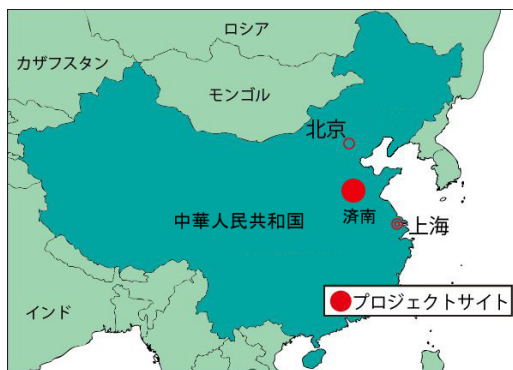 ロシア
カザフスタン
モンゴル
北京
中華人民共和国
済南
上海
インド
プロジェクトサイト